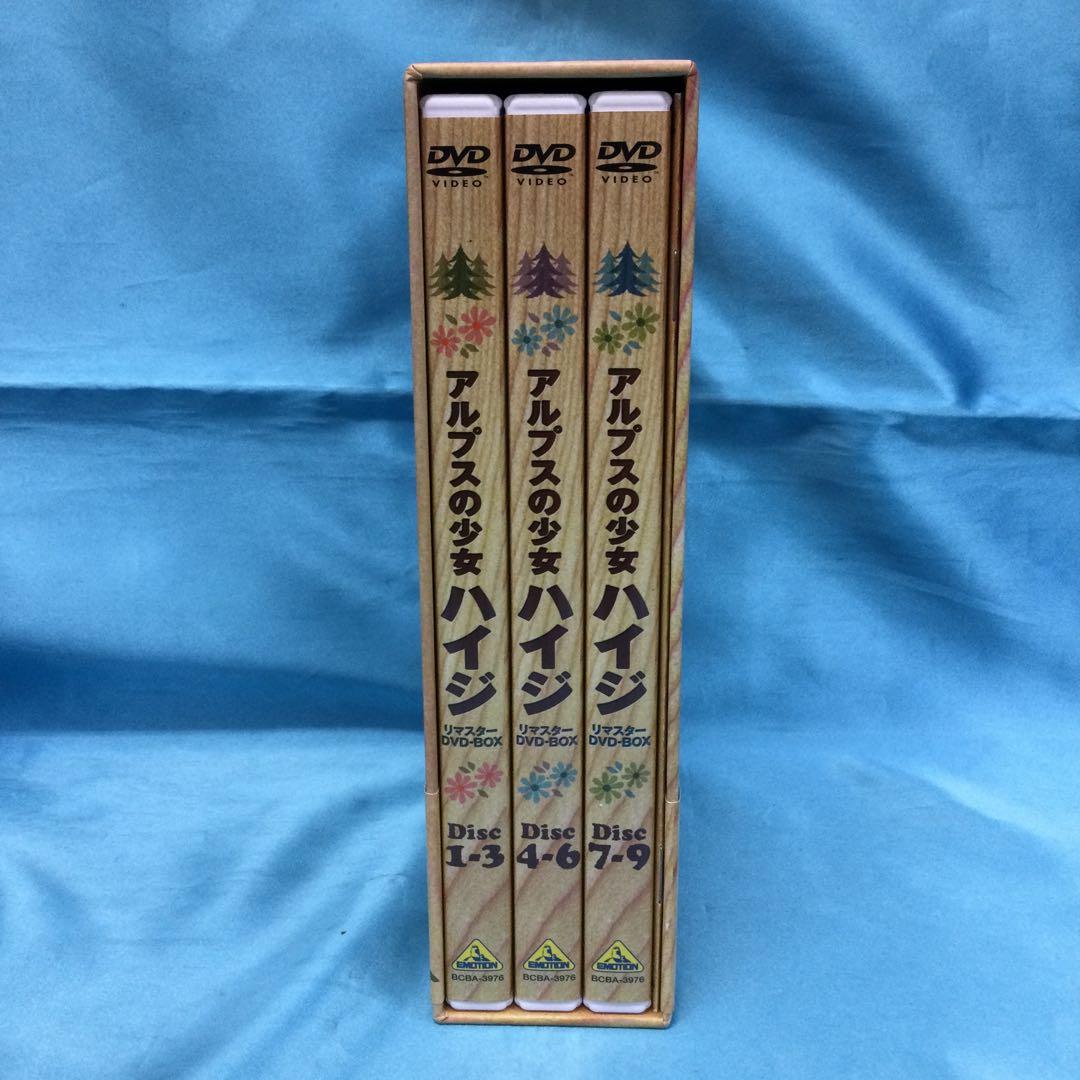 DVD
VIDEO™
アルプスの少女
ハイジ
リマスター
DVD-BOX
Disc
1-3
EMOTION
BCBA-3976
DVD
VIDEO™
アルプスの少女
ハイジ
リマスター
DVD-BOX
Disc
4-6
EMOTION
BCBA-3976
DVD
VIDEO™
アルプスの少女
ハイジ
リマスター
DVD-BOX
Disc
7-9
EMOTION
BCBA-3976